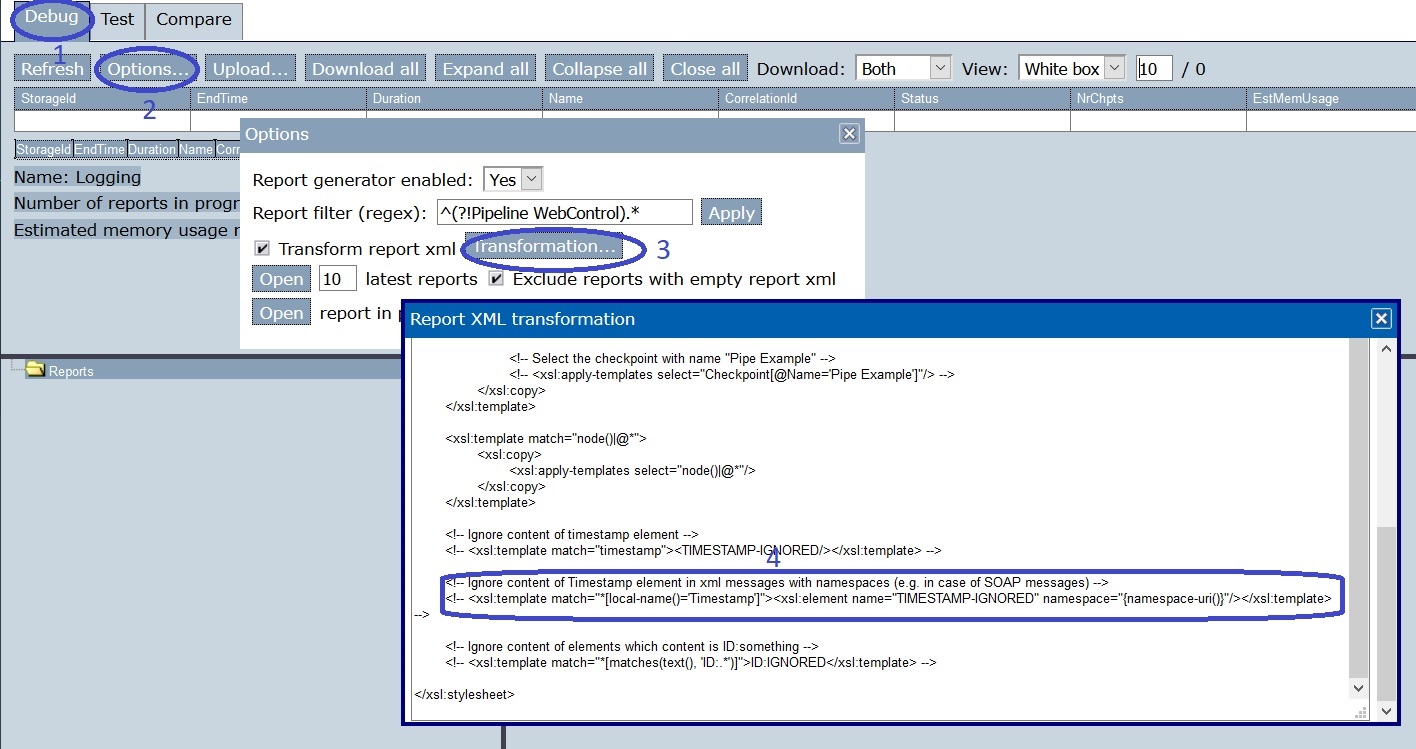 Debug Test Compare
1
Refresh Options... Upload... Download all Expand all Collapse all Close all Download: Both View: White box 10 / 0
2
StorageId EndTime Duration Name CorrelationId Status NrChpts EstMemUsage
StorageId EndTime Duration Name Corr
Name: Logging
Number of reports in progr
Estimated memory usage r
Options
Report generator enabled: Yes
Report filter (regex): ^(?!Pipeline WebControl).* Apply
Transform report xml Transformation... 3
Open 10 latest reports Exclude reports with empty report xml
Open report in p
Reports
Report XML transformation
<!-- Select the checkpoint with name "Pipe Example" -->
<!-- <xsl:apply-templates select="Checkpoint[@Name='Pipe Example']"/> -->
</xsl:copy>
</xsl:template>
<xsl:template match="node()|@*">
<xsl:copy>
<xsl:apply-templates select="node()|@*"/>
</xsl:copy>
</xsl:template>
<!-- Ignore content of timestamp element -->
<!-- <xsl:template match="timestamp"><TIMESTAMP-IGNORED/></xsl:template> -->
4
<!-- Ignore content of Timestamp element in xml messages with namespaces (e.g. in case of SOAP messages) -->
<!-- <xsl:template match="*[local-name()='Timestamp']"><xsl:element name="TIMESTAMP-IGNORED" namespace="{namespace-uri()}"/></xsl:template>
-->
<!-- Ignore content of elements which content is ID:something -->
<!-- <xsl:template match="*[matches(text(), 'ID:.*')]">ID:IGNORED</xsl:template> -->
</xsl:stylesheet>